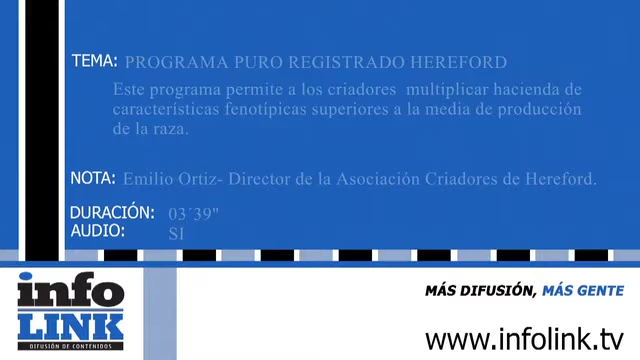 TEMA: PROGRAMA PURO REGISTRADO HEREFORD
Este programa permite a los criadores multiplicar hacienda de
características fenotípicas superiores a la media de producción
de la raza.
NOTA: Emilio Ortiz- Director de la Asociación Criadores de Hereford.
DURACIÓN: 03´39"
AUDIO: SI
info
LINK
DIFUSIÓN DE CONTENIDOS
MÁS DIFUSIÓN, MÁS GENTE
www.infolink.tv